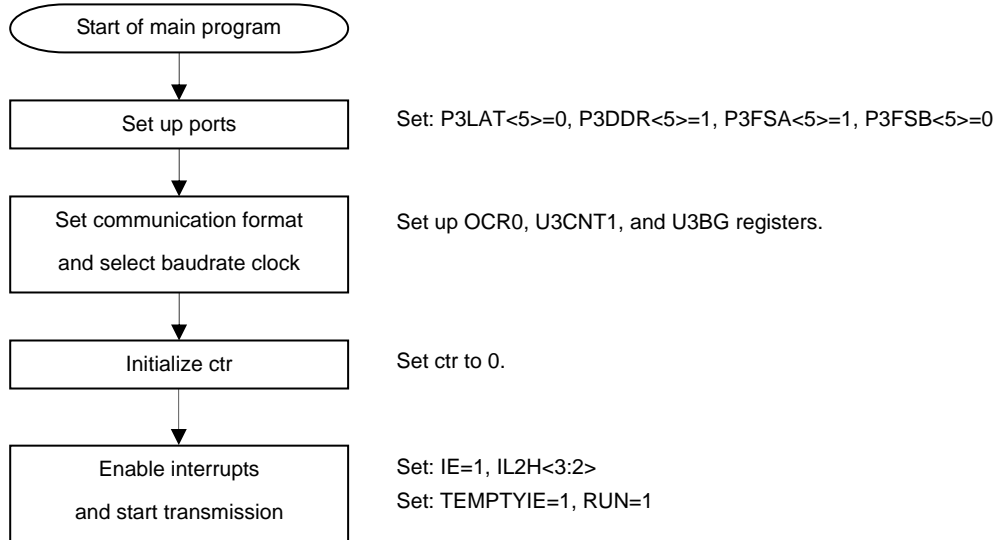 Start of main program
Set up ports
Set: P3LAT<5>=0, P3DDR<5>=1, P3FSA<5>=1, P3FSB<5>=0
Set communication format
and select baudrate clock
Set up OCR0, U3CNT1, and U3BG registers.
Initialize ctr
Set ctr to 0.
Enable interrupts
and start transmission
Set: IE=1, IL2H<3:2>
Set: TEMPTYIE=1, RUN=1